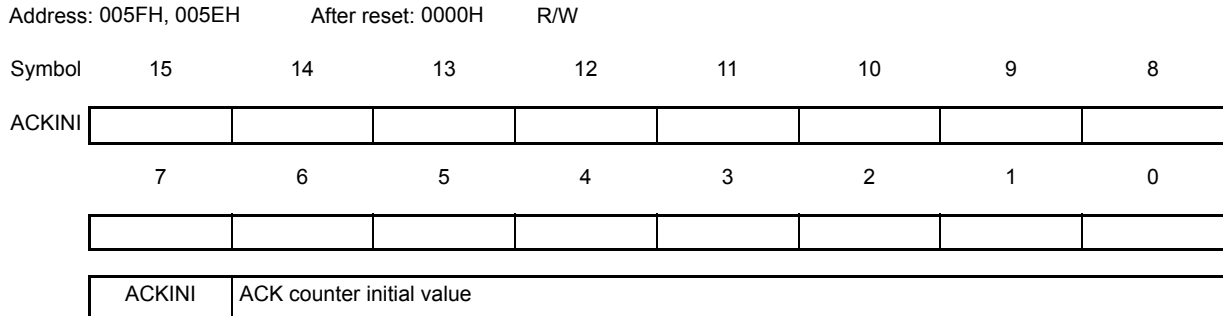 Address: 005FH, 005EH After reset: 0000H R/W
Symbol 15 14 13 12 11 10 9 8
ACKINI
7 6 5 4 3 2 1 0
ACKINI ACK counter initial value